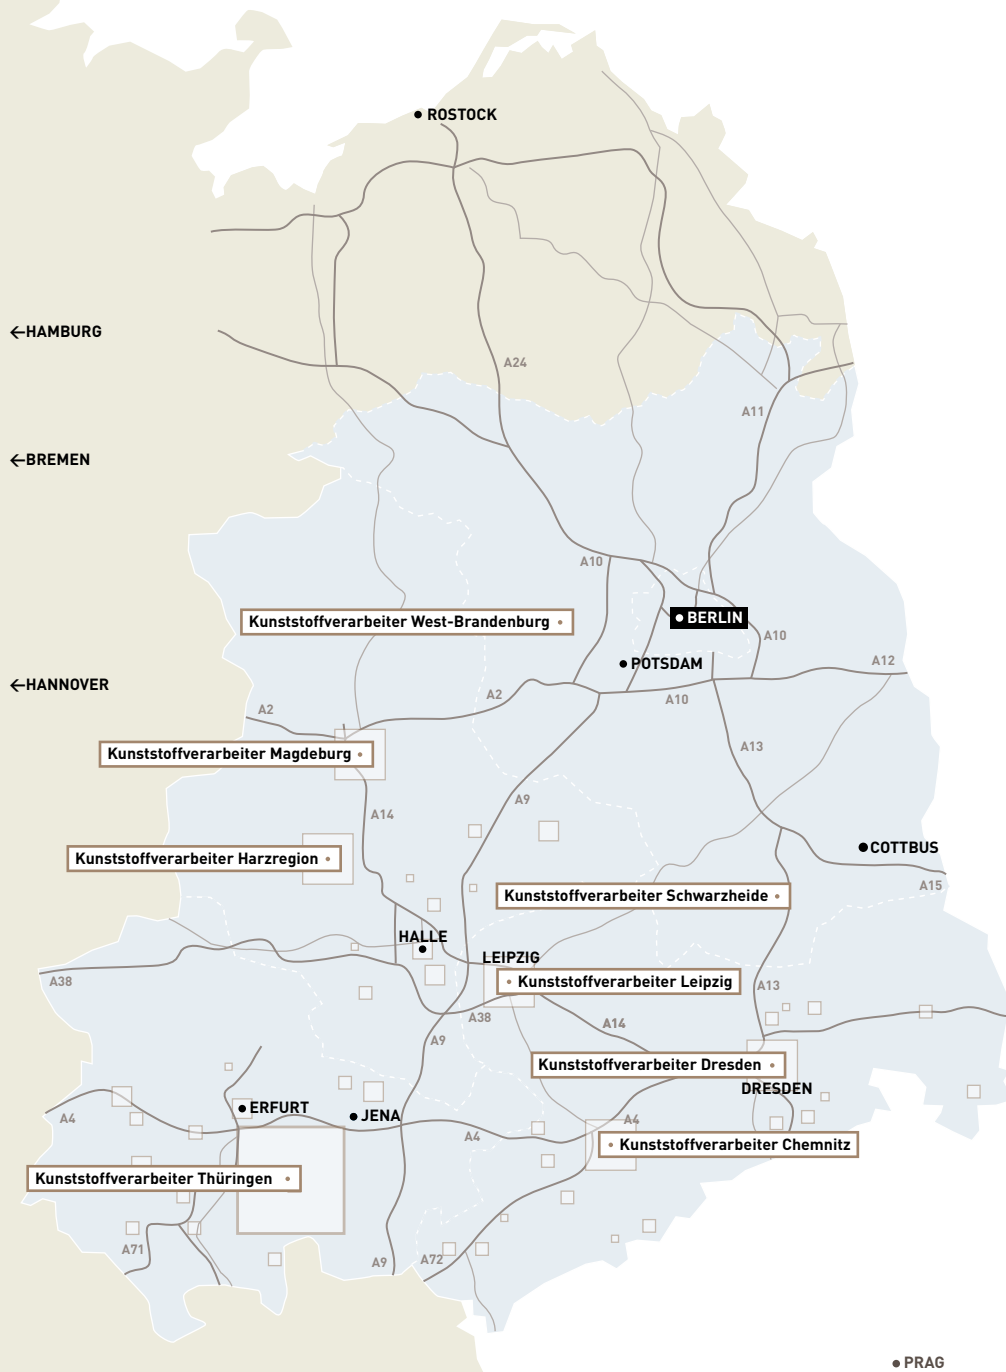 ROSTOCK
HAMBURG
A24
A11
BREMEN
A10
BERLIN
Kunststoffverarbeiter West-Brandenburg
A10
POTSDAM
A12
HANNOVER
A2
A10
A2
A13
Kunststoffverarbeiter Magdeburg
A9
A14
COTTBUS
Kunststoffverarbeiter Harzregion
A15
Kunststoffverarbeiter Schwarzheide
HALLE
LEIPZIG
A38
Kunststoffverarbeiter Leipzig
A13
A38
A14
A9
Kunststoffverarbeiter Dresden
DRESDEN
ERFURT
JENA
A4
A4
A4
Kunststoffverarbeiter Chemnitz
Kunststoffverarbeiter Thüringen
A71
A9
A72
PRAG